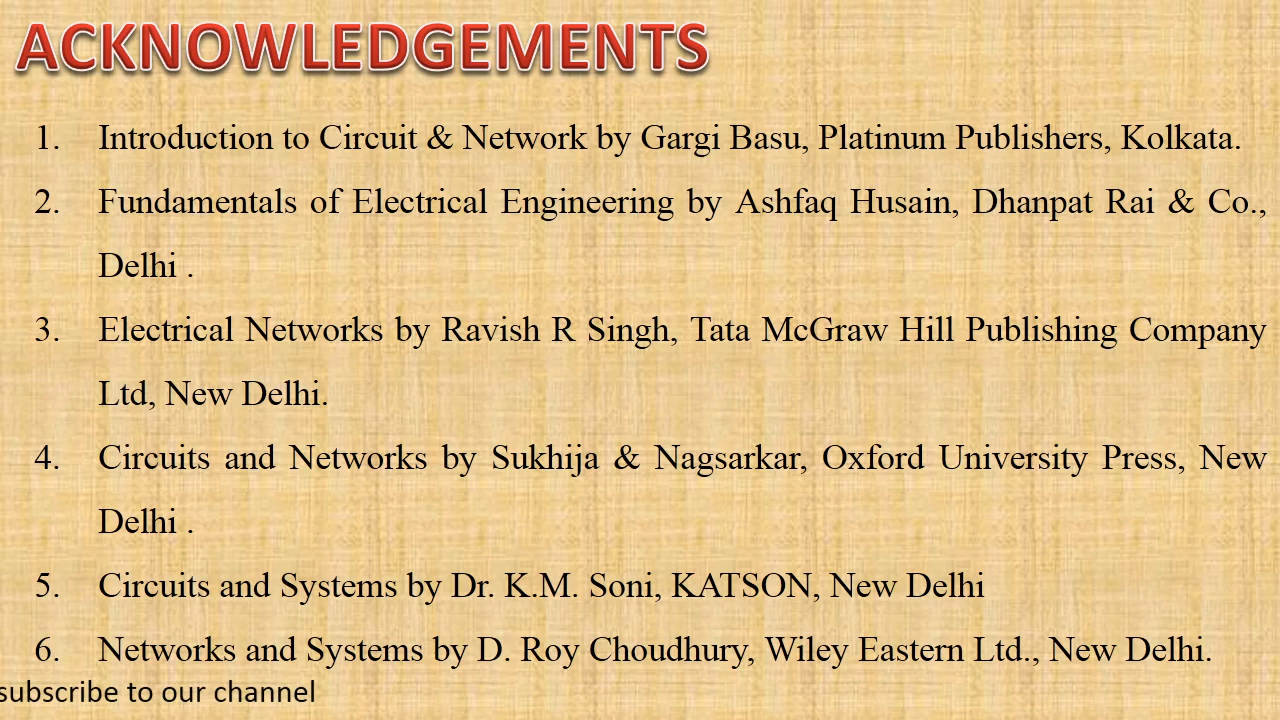 ACKNOWLEDGEMENTS
1. Introduction to Circuit & Network by Gargi Basu, Platinum Publishers, Kolkata.
2. Fundamentals of Electrical Engineering by Ashfaq Husain, Dhanpat Rai & Co.,
Delhi .
3. Electrical Networks by Ravish R Singh, Tata McGraw Hill Publishing Company
Ltd, New Delhi.
4. Circuits and Networks by Sukhija & Nagsarkar, Oxford University Press, New
Delhi .
5. Circuits and Systems by Dr. K.M. Soni, KATSON, New Delhi
6. Networks and Systems by D. Roy Choudhury, Wiley Eastern Ltd., New Delhi.
subscribe to our channel